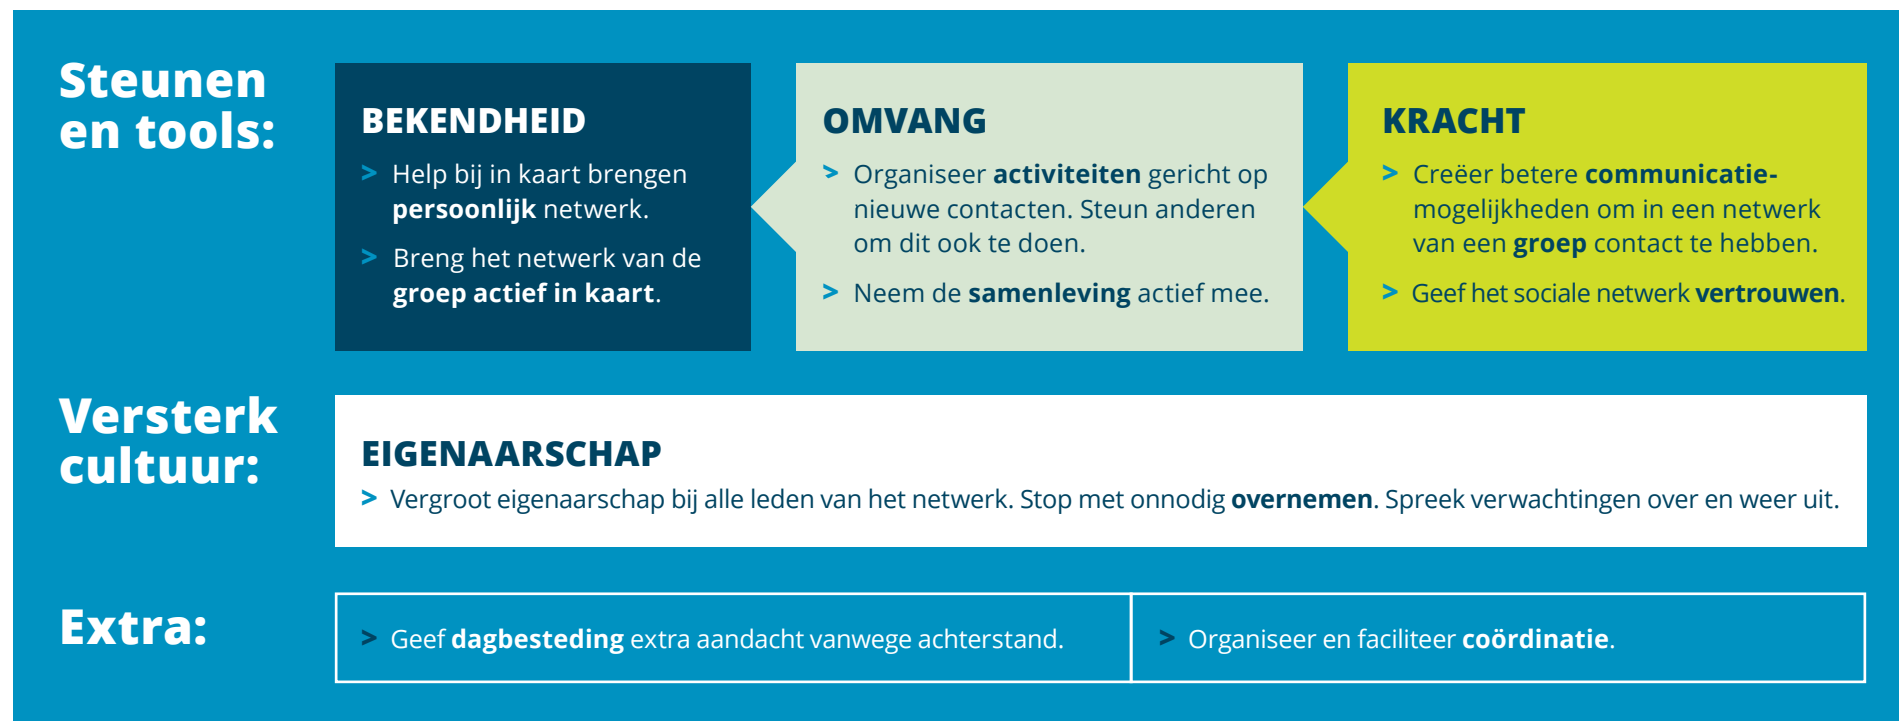 Steunen
en tools:
BEKENDHEID
> Help bij in kaart brengen
persoonlijk netwerk.
> Breng het netwerk van de
groep actief in kaart.
OMVANG
> Organiseer activiteiten gericht op
nieuwe contacten. Steun anderen
om dit ook te doen.
> Neem de samenleving actief mee.
KRACHT
> Creëer betere communicatie-
mogelijkheden om in een netwerk
van een groep contact te hebben.
> Geef het sociale netwerk vertrouwen.
Versterk
cultuur:
EIGENAARSCHAP
> Vergroot eigenaarschap bij alle leden van het netwerk. Stop met onnodig overnemen. Spreek verwachtingen over en weer uit.
Extra:
> Geef dagbesteding extra aandacht vanwege achterstand.
> Organiseer en faciliteer coördinatie.